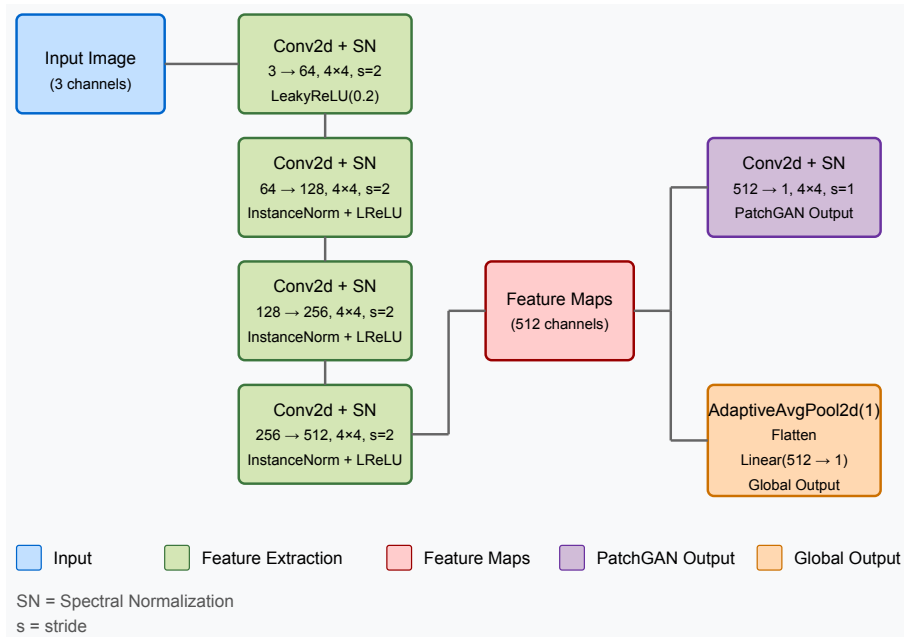 Input Image
(3 channels)
Conv2d + SN
3 → 64, 4×4, s=2
LeakyReLU(0.2)
Conv2d + SN
64 → 128, 4×4, s=2
InstanceNorm + LReLU
Conv2d + SN
128 → 256, 4×4, s=2
InstanceNorm + LReLU
Conv2d + SN
256 → 512, 4×4, s=2
InstanceNorm + LReLU
Feature Maps
(512 channels)
Conv2d + SN
512 → 1, 4×4, s=1
PatchGAN Output
AdaptiveAvgPool2d(1)
Flatten
Linear(512 → 1)
Global Output
Input
Feature Extraction
Feature Maps
PatchGAN Output
Global Output
SN = Spectral Normalization
s = stride